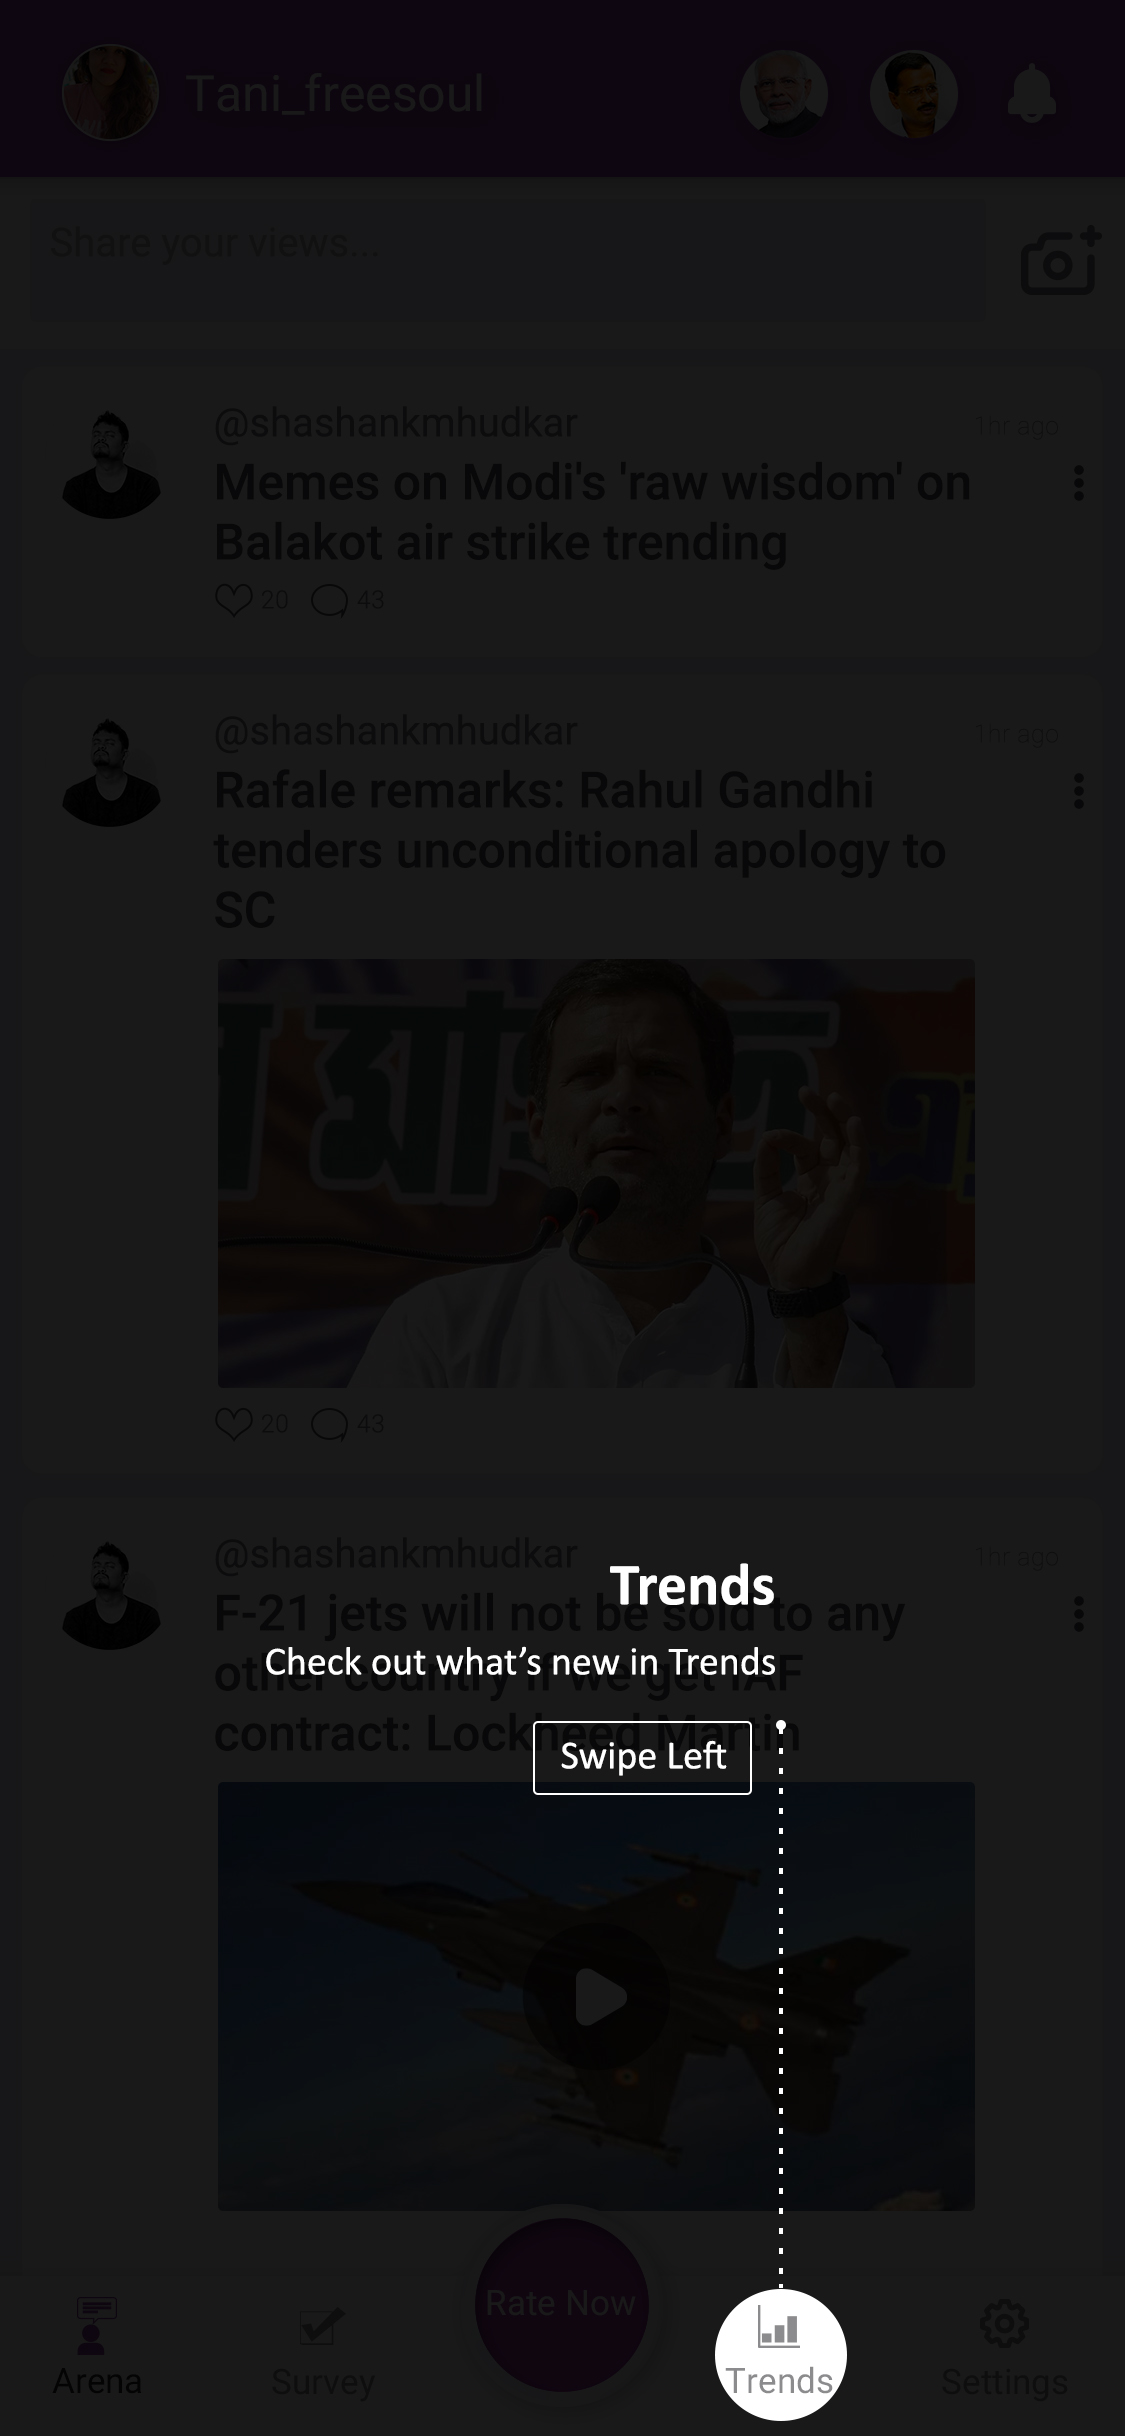 Tani_freesoul
Share your views...
@shashankmhudkar
1hr ago
Memes on Modi's 'raw wisdom' on
Balakot air strike trending
20 43
@shashankmhudkar
1hr ago
Rafale remarks: Rahul Gandhi
tenders unconditional apology to
SC
20 43
@shashankmhudkar
1hr ago
F-21 jets will not be sold to any
other country if we get IAF
contract: Lockheed Martin
Trends
Check out what’s new in Trends
Swipe Left
Rate Now
Arena
Survey
Trends
Settings